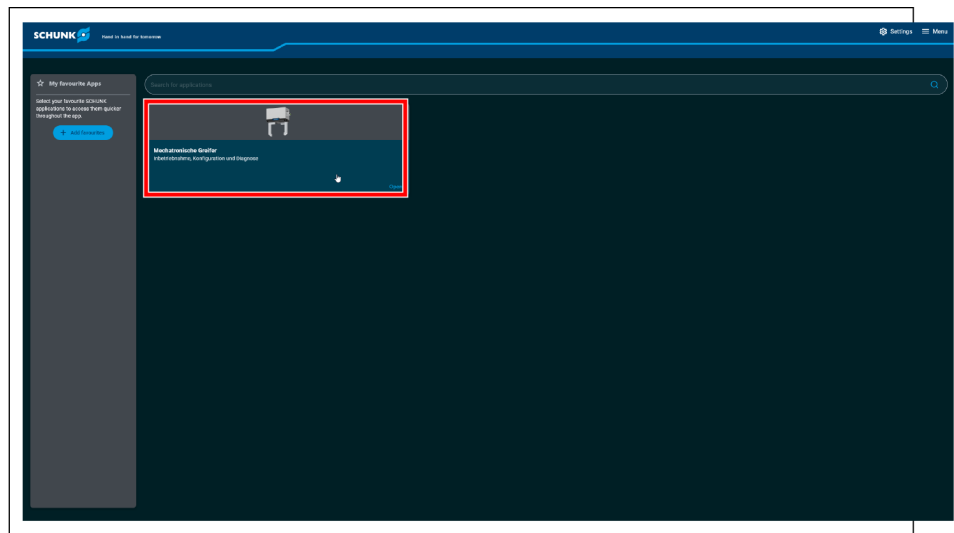 SCHUNK
Hand in hand for tomorrow
Settings
Menu
My favourite Apps
Select your favourite SCHUNK
applications to access them quicker
throughout the app.
+ Add favourites
Search for applications
Mechatronische Greifer
Inbetriebnahme, Konfiguration und Diagnose